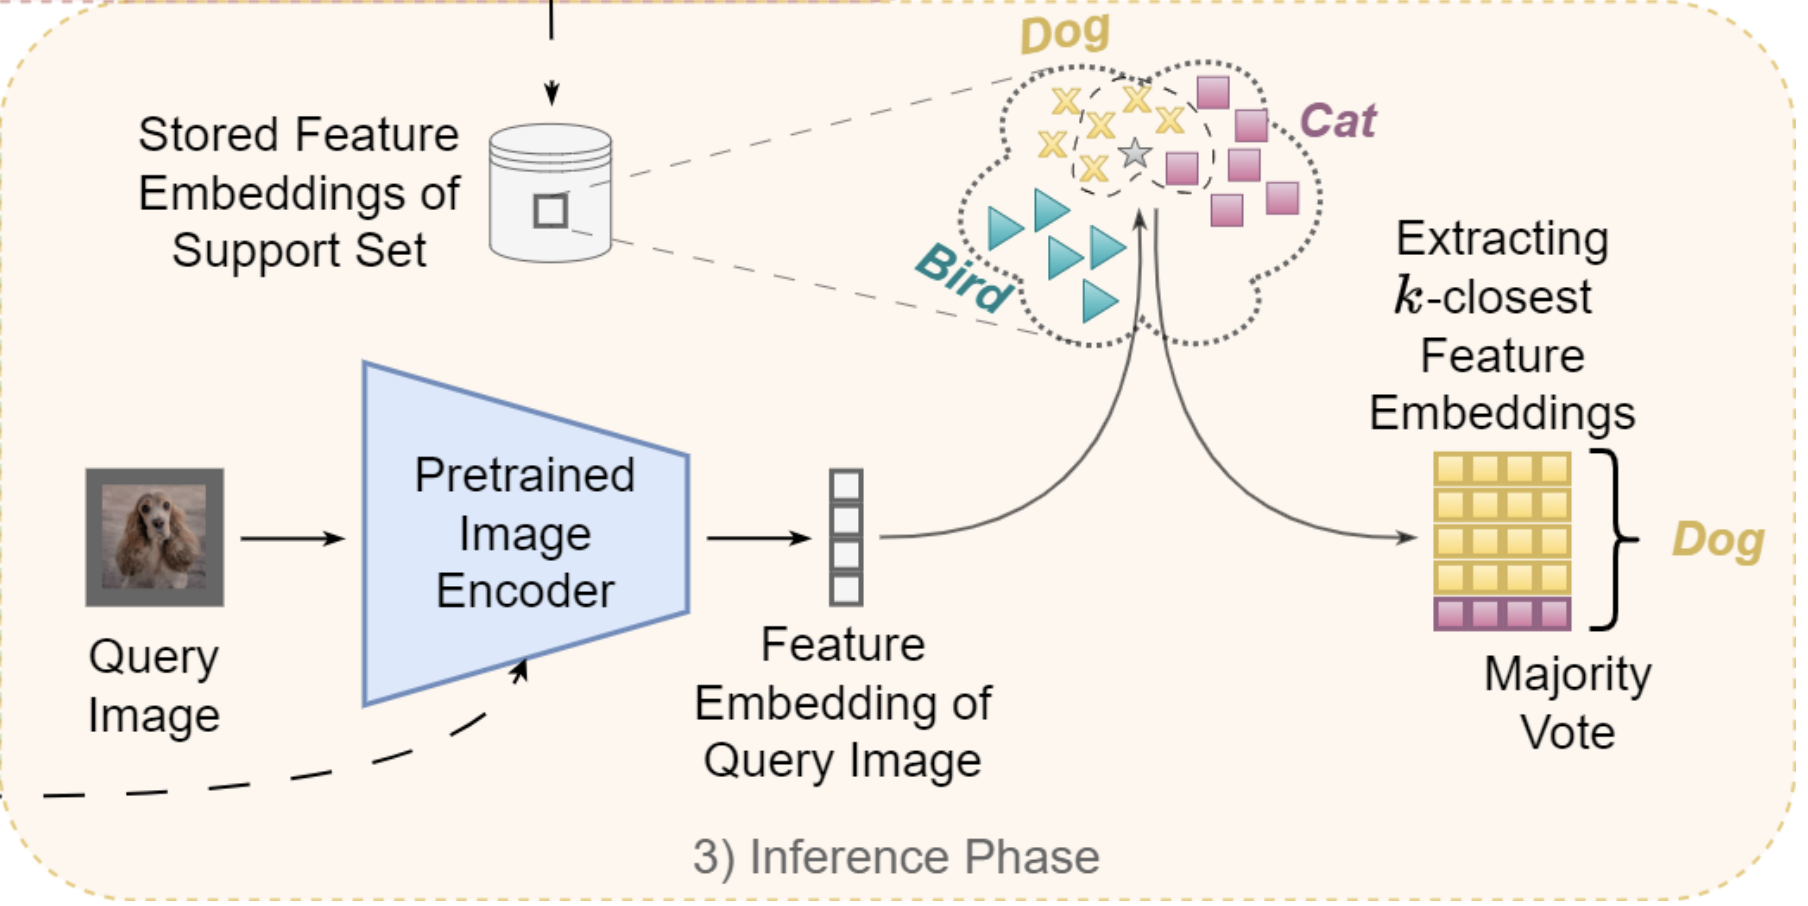 Dog
Stored Feature
Embeddings of
Support Set
Cat
Bird
Extracting
k-closest
Feature
Embeddings
Pretrained
Image
Encoder
Dog
Query
Image
Feature
Embedding of
Query Image
Majority
Vote
3) Inference Phase